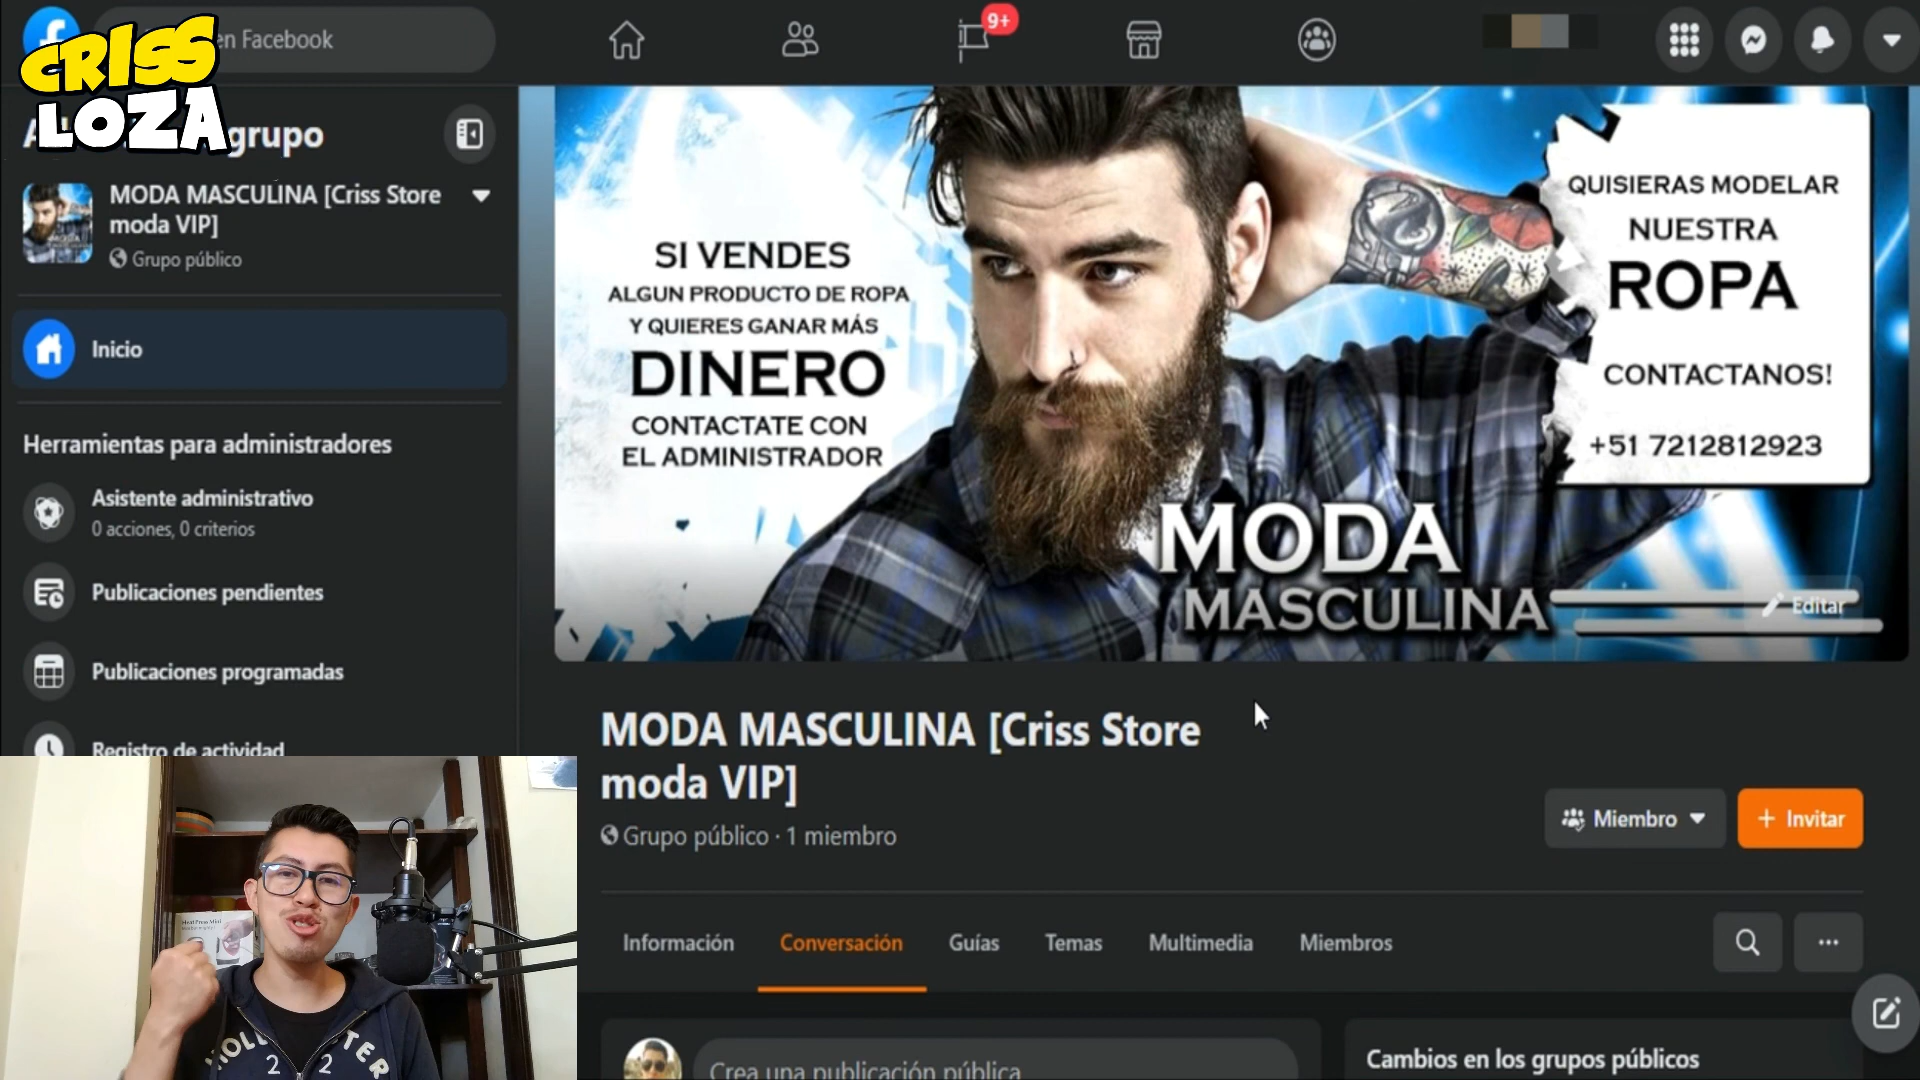 en Facebook
9+
CRISS
LOZA
grupo
MODA MASCULINA [Criss Store
moda VIP]
Grupo público
Inicio
Herramientas para administradores
Asistente administrativo
0 acciones, 0 criterios
Publicaciones pendientes
Publicaciones programadas
Registro de actividad
SI VENDES
ALGUN PRODUCTO DE ROPA
Y QUIERES GANAR MÁS
DINERO
CONTACTATE CON
EL ADMINISTRADOR
QUISIERAS MODELAR
NUESTRA
ROPA
CONTACTANOS!
+51 7212812923
MODA
MASCULINA
Editar
MODA MASCULINA [Criss Store
moda VIP]
Grupo público · 1 miembro
Miembro
+ Invitar
Información
Conversación
Guías
Temas
Multimedia
Miembros
Crea una publicación pública
Cambios en los grupos públicos
Heat Press Mini
22